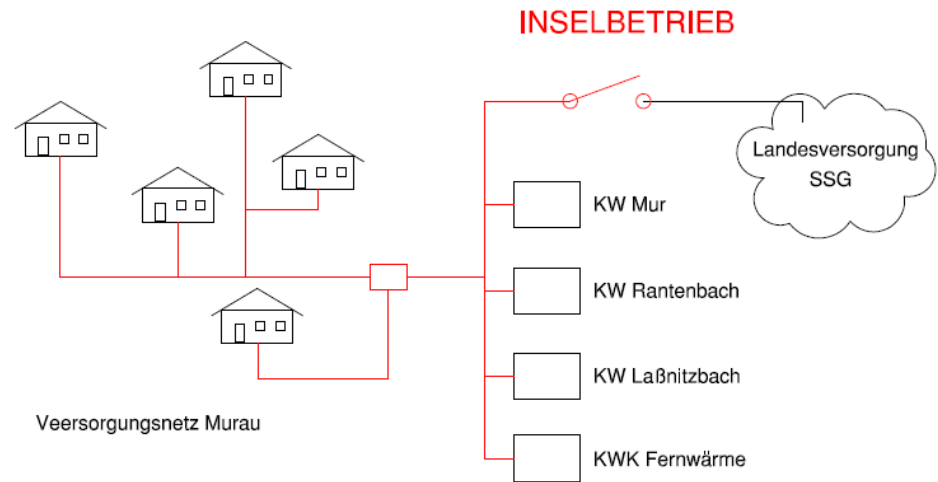 INSELBETRIEB
Landesversorgung
SSG
KW Mur
KW Rantenbach
KW Laßnitzbach
Veersorgungsnetz Murau
KWK Fernwärme